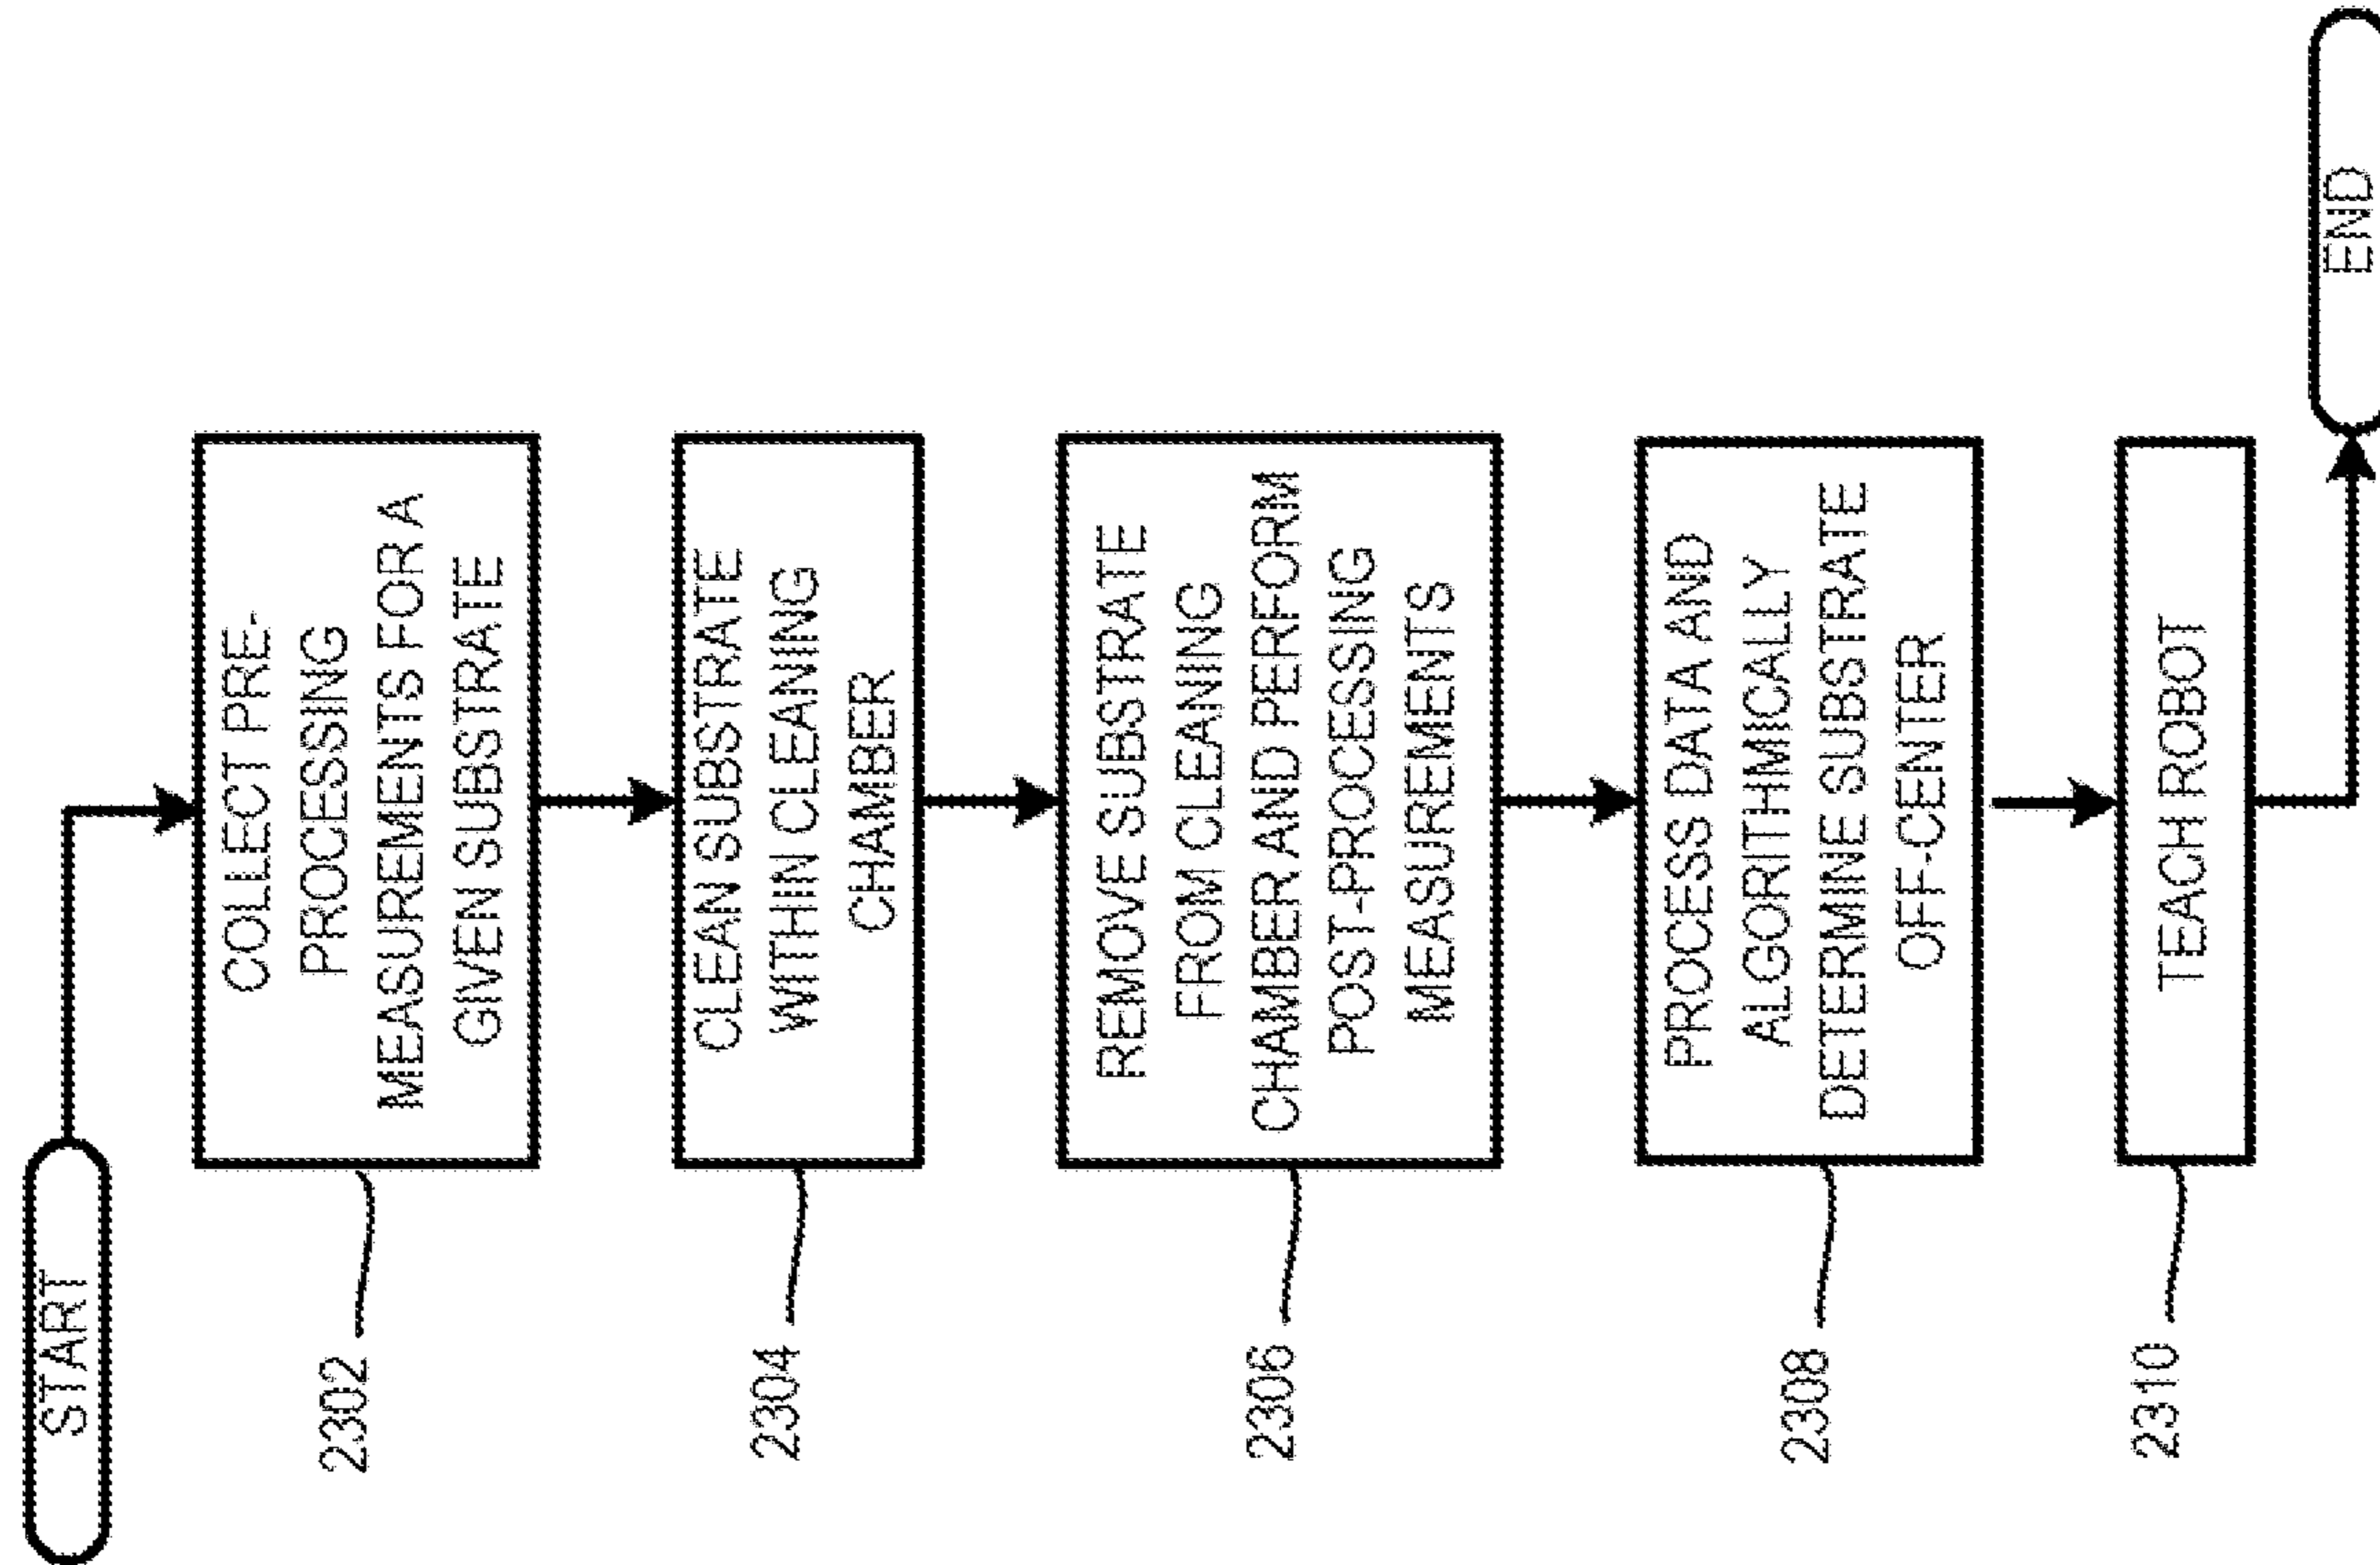 START
2302
COLLECT PRE-
PROCESSING
MEASUREMENTS FOR A
GIVEN SUBSTRATE
2304
CLEAN SUBSTRATE
WITHIN CLEANING
CHAMBER
2306
REMOVE SUBSTRATE
FROM CLEANING
CHAMBER AND PERFORM
POST-PROCESSING
MEASUREMENTS
2308
PROCESS DATA AND
ALGORITHMICALLY
DETERMINE SUBSTRATE
OFF-CENTER
2310
TEACH ROBOT
END